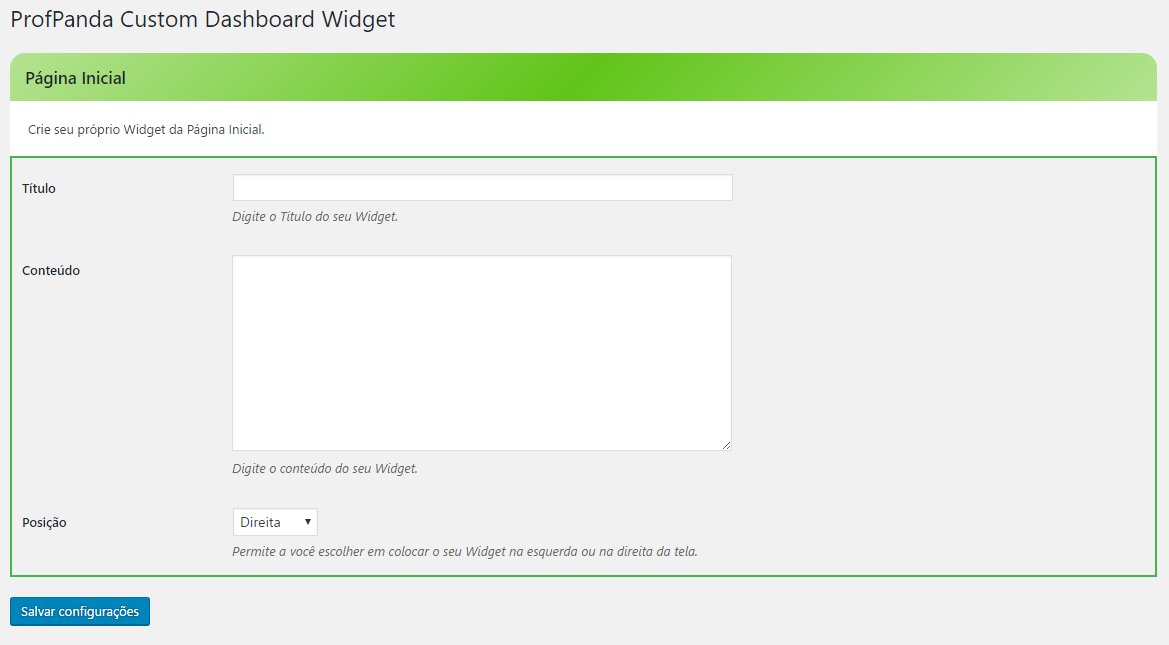 ProfPanda Custom Dashboard Widget
Página Inicial
Crie seu próprio Widget da Página Inicial.
Título
Digite o Título do seu Widget.
Conteúdo
Digite o conteúdo do seu Widget.
Posição
Direita
Permite a você escolher em colocar o seu Widget na esquerda ou na direita da tela.
Salvar configurações